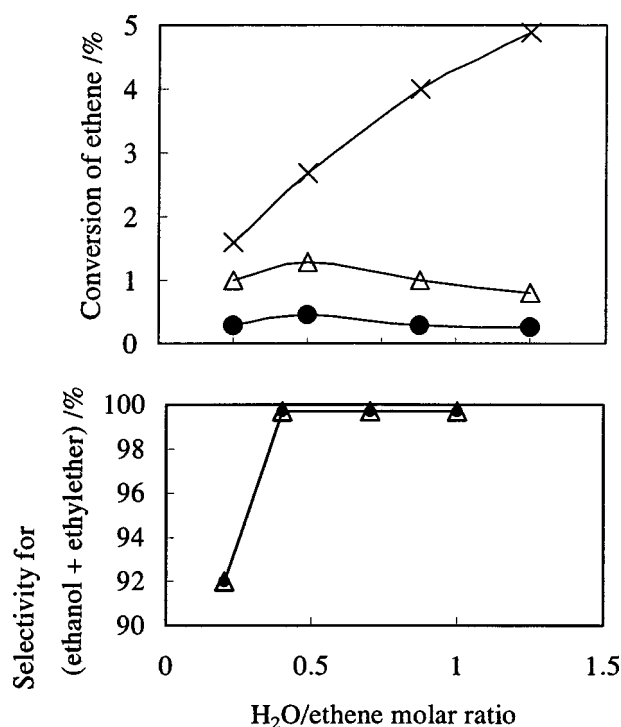 Conversion of ethene /%
5
4
3
2
1
0
Selectivity for
(ethanol + ethylether) /%
100
98
96
94
92
90
0 0.5 1 1.5
H₂O/ethene molar ratio